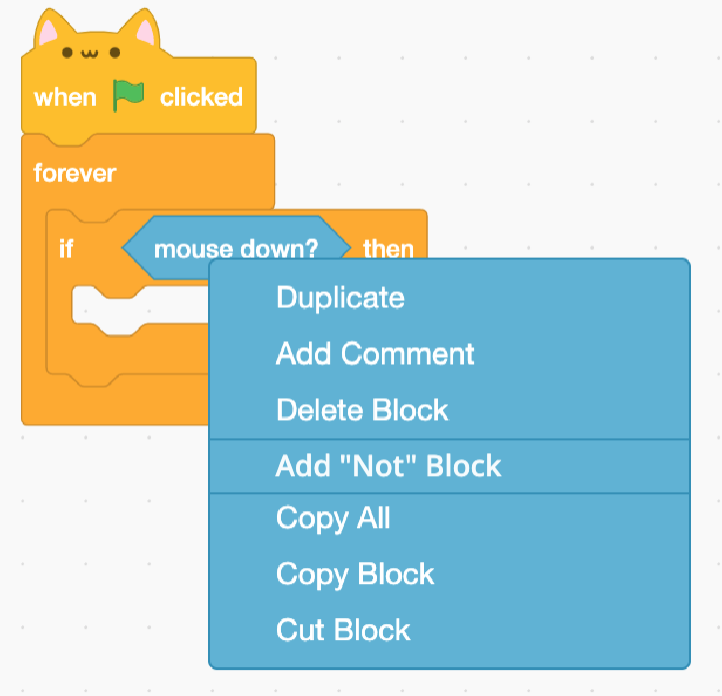 when clicked
forever
if mouse down? then
Duplicate
Add Comment
Delete Block
Add "Not" Block
Copy All
Copy Block
Cut Block